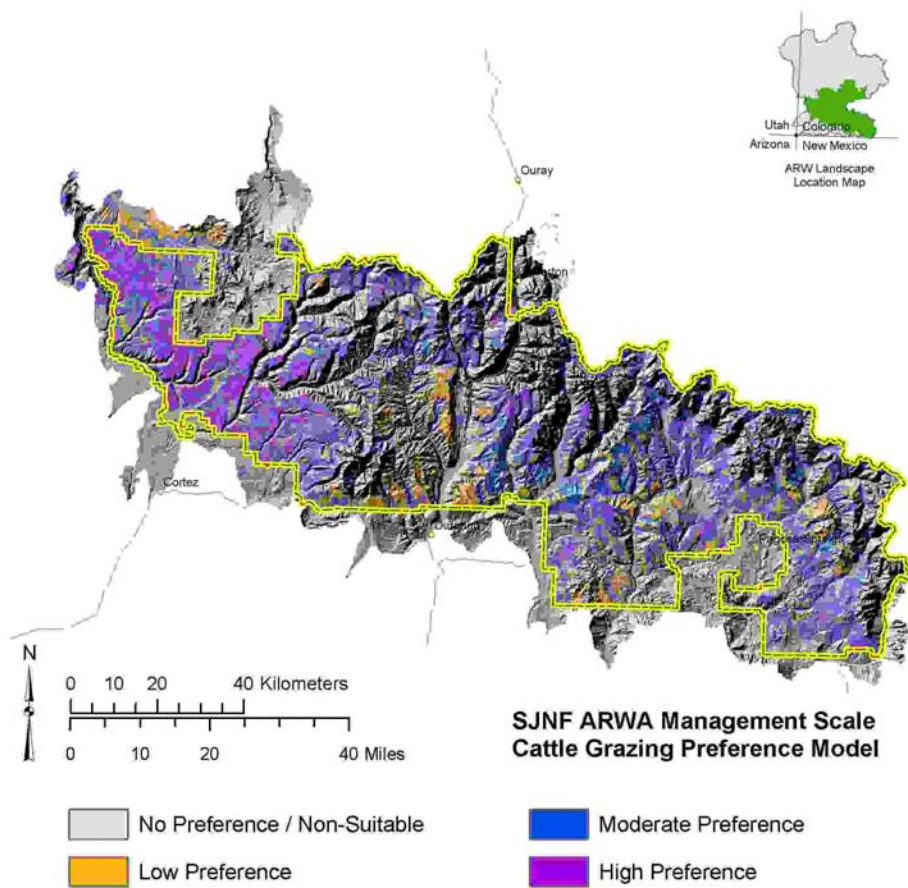 Ouray
Utah
Colorado
Arizona
New Mexico
ARW Landscape
Location Map
Cortez
N
0 10 20 40 Kilometers
0 10 20 40 Miles
SJNF ARWA Management Scale
Cattle Grazing Preference Model
No Preference / Non-Suitable
Moderate Preference
Low Preference
High Preference